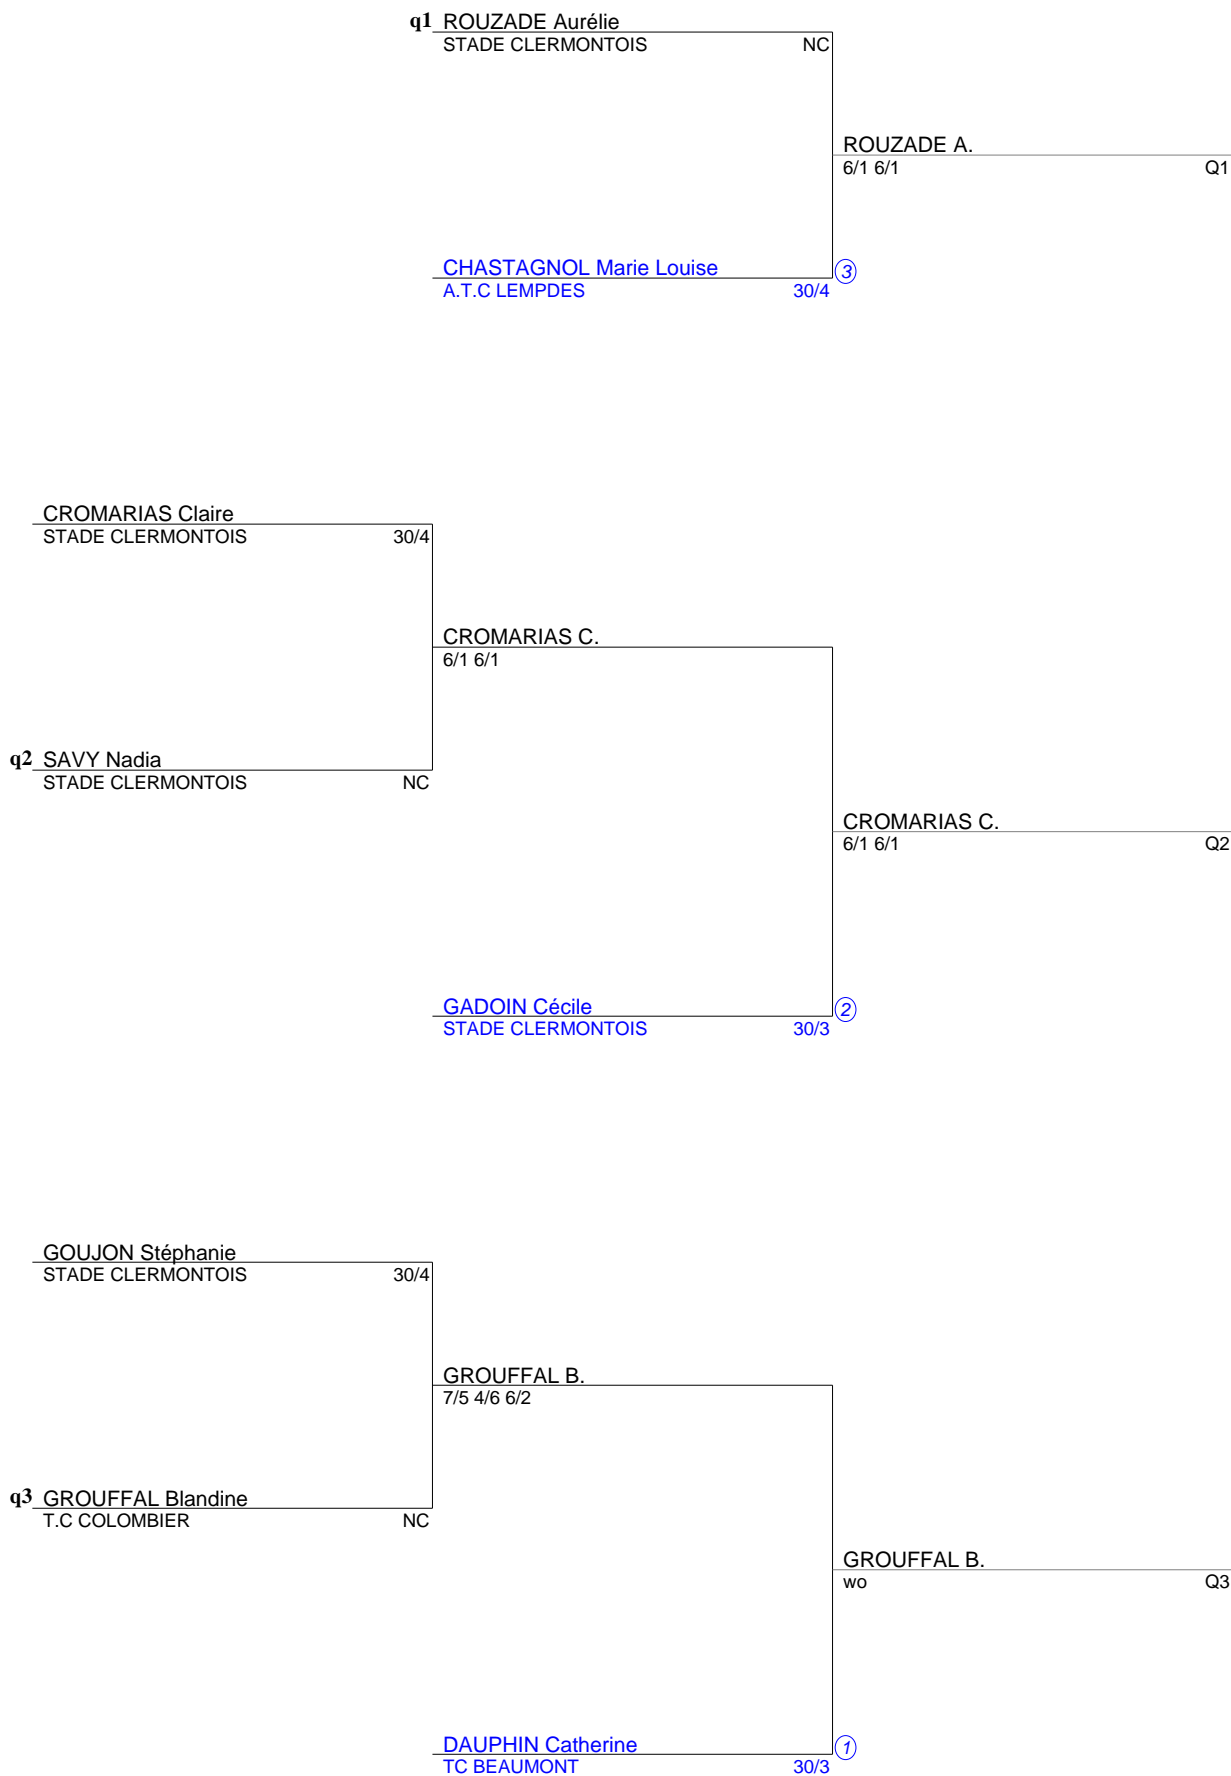 q1 ROUZADE Aurélie
STADE CLERMONTOIS NC
ROUZADE A.
6/1 6/1 Q1
CHASTAGNOL Marie Louise 3
A.T.C LEMPDES 30/4
CROMARIAS Claire
STADE CLERMONTOIS 30/4
CROMARIAS C.
6/1 6/1
q2 SAVY Nadia
STADE CLERMONTOIS NC
CROMARIAS C.
6/1 6/1 Q2
GADOIN Cécile 2
STADE CLERMONTOIS 30/3
GOUJON Stéphanie
STADE CLERMONTOIS 30/4
GROUFFAL B.
7/5 4/6 6/2
q3 GROUFFAL Blandine
T.C COLOMBIER NC
GROUFFAL B.
wo Q3
DAUPHIN Catherine 1
TC BEAUMONT 30/3